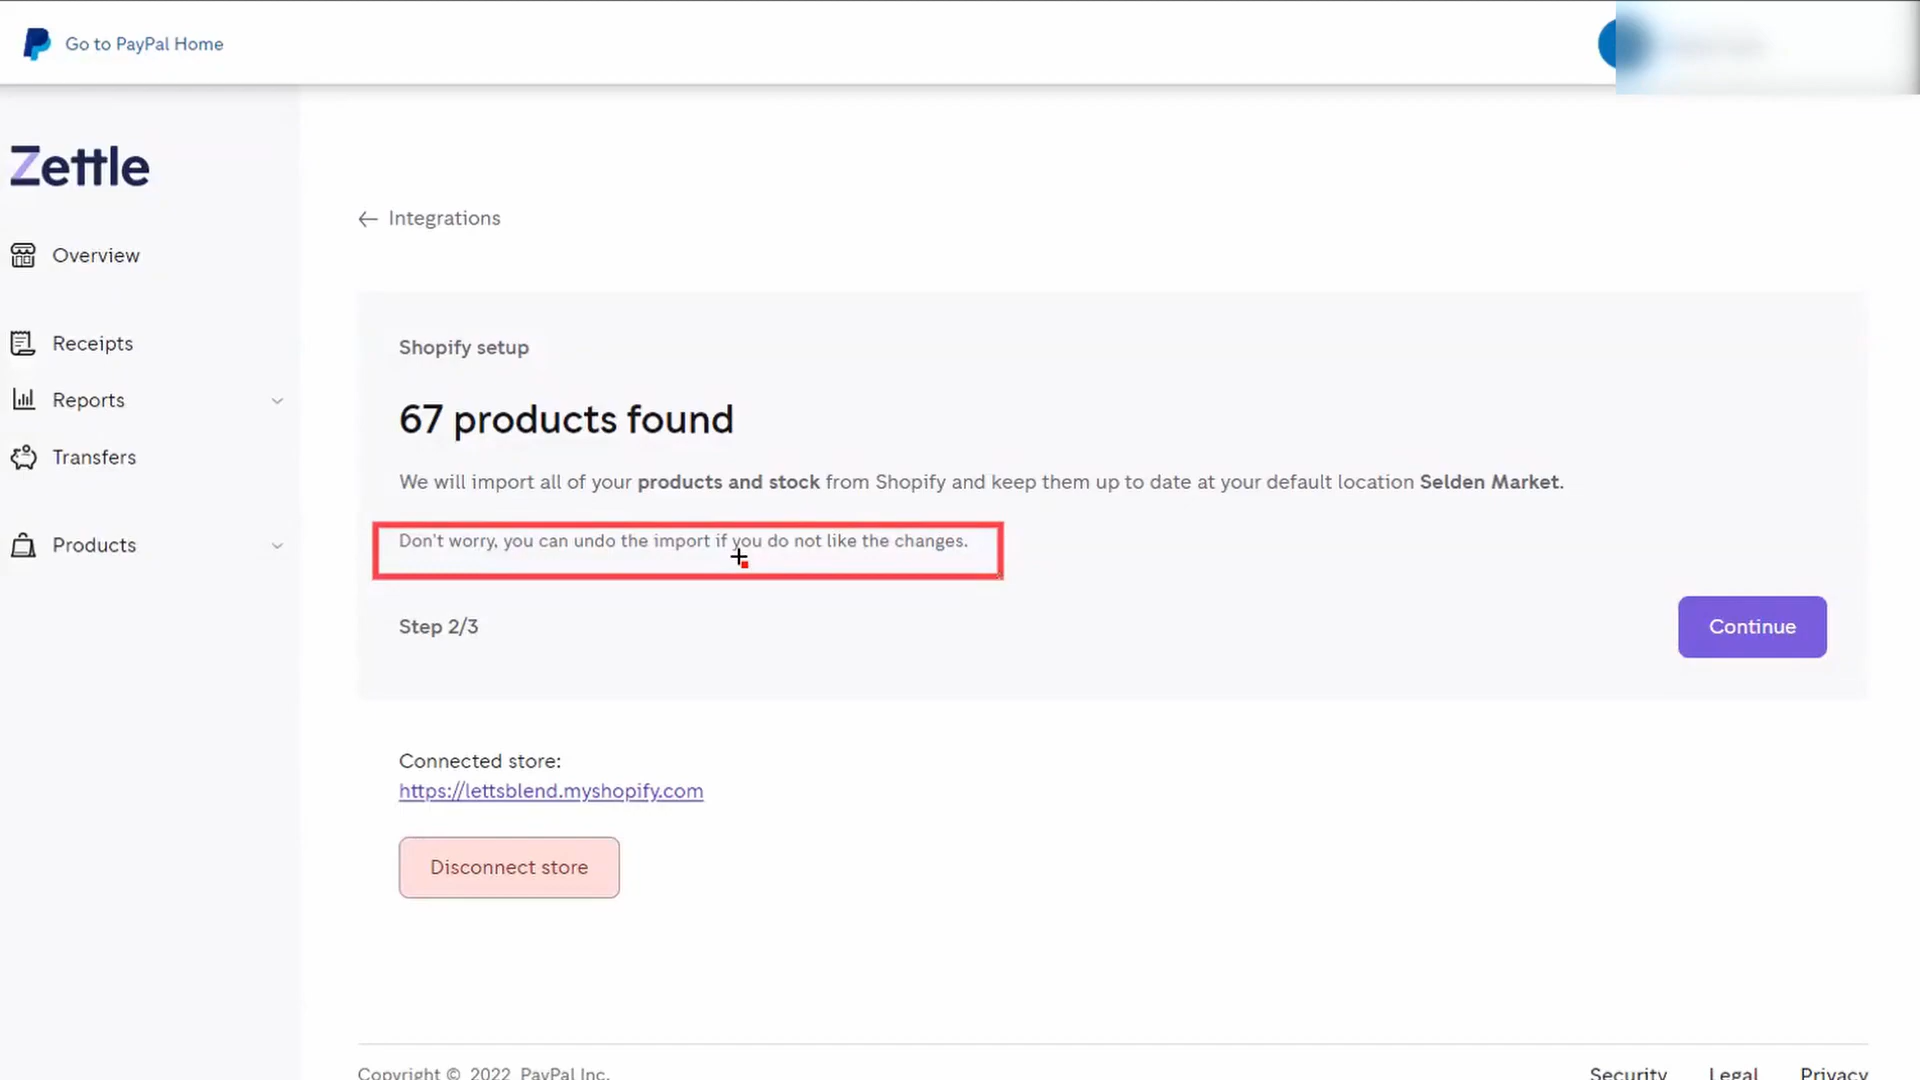 Go to PayPal Home
Zettle
Overview
Receipts
Reports
Transfers
Products
Integrations
Shopify setup
67 products found
We will import all of your products and stock from Shopify and keep them up to date at your default location Selden Market.
Don't worry, you can undo the import if you do not like the changes.
Step 2/3
Continue
Connected store:
https://lettsblend.myshopify.com
Disconnect store
Copyright © 2022 PayPal Inc.
Security Legal Privacy